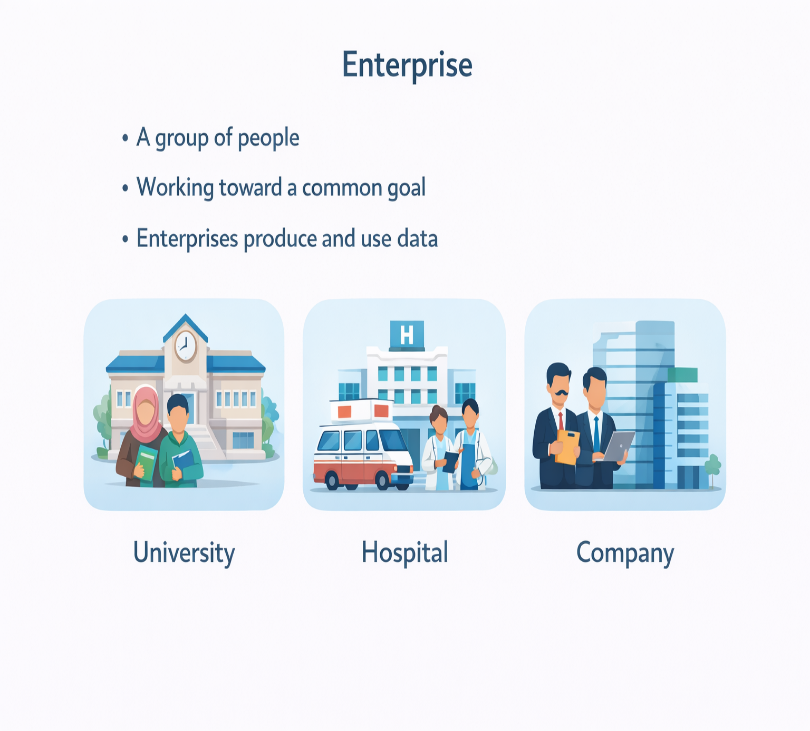 Enterprise
• A group of people
• Working toward a common goal
• Enterprises produce and use data
H
University
Hospital
Company